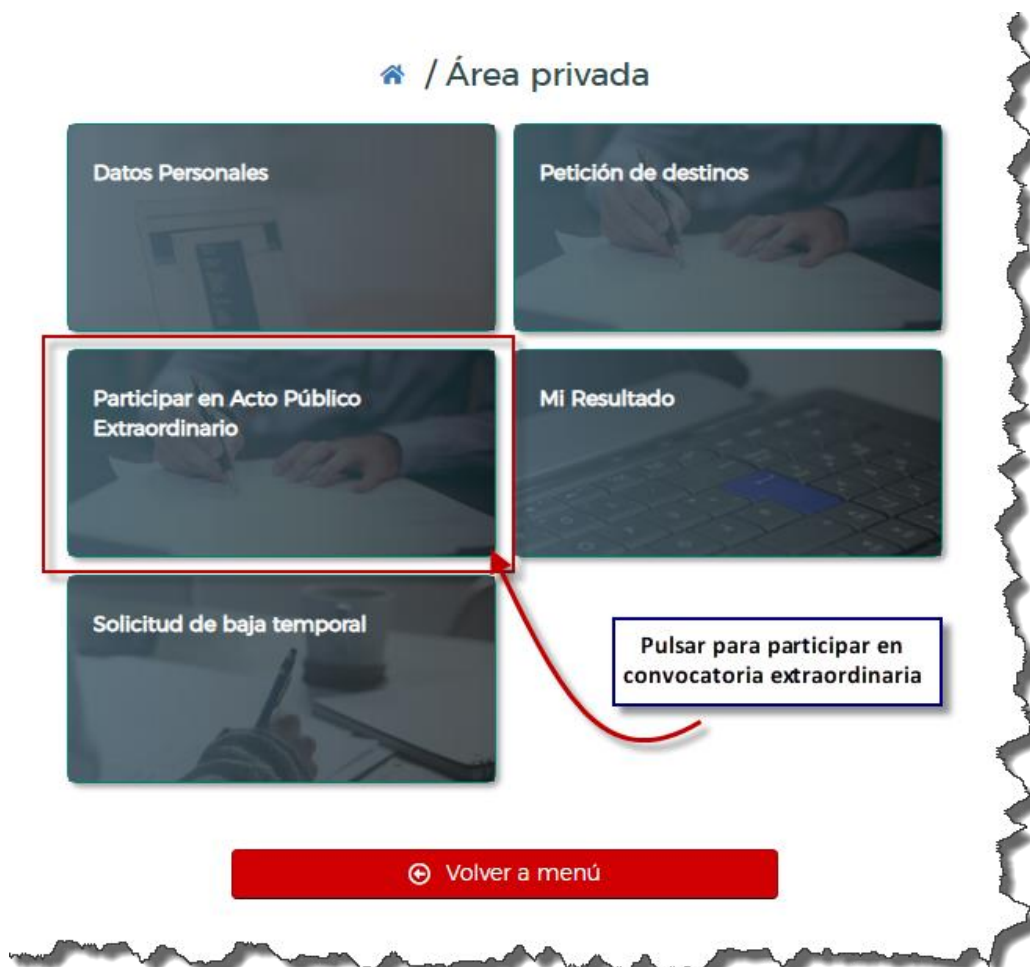 / Área privada
Datos Personales
Petición de destinos
Participar en Acto Público
Extraordinario
Mi Resultado
Solicitud de baja temporal
Pulsar para participar en
convocatoria extraordinaria
Volver a menú